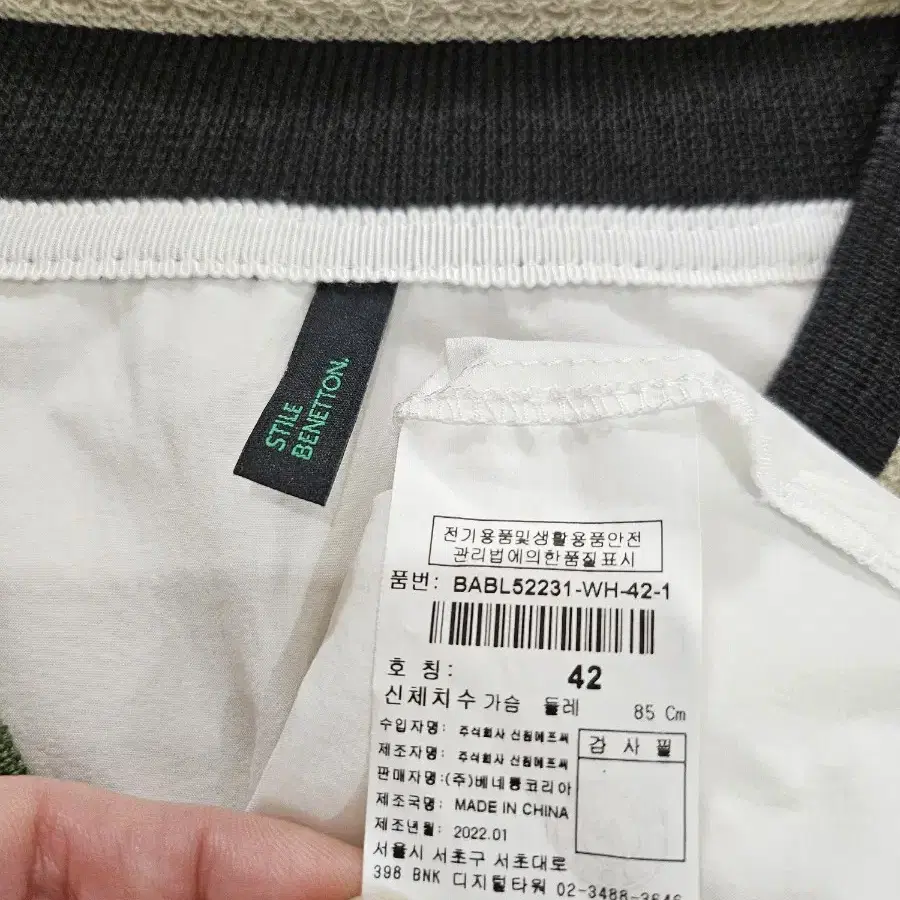 STILE
BENETTON.
전기용품및생활용품안전
관리법에의한품질표시
품번: BABL52231-WH-42-1
호 칭: 42
신체치수 가슴 둘레 85 Cm
수입자명: 주식회사 신원에프씨
제조자명: 주식회사 신원에프씨
검 사 필
판매자명:(주)베네통코리아
제조국명: MADE IN CHINA
제조년월: 2022.01
서울시 서초구 서초대로
398 BNK 디지털타워 02-3488-3646